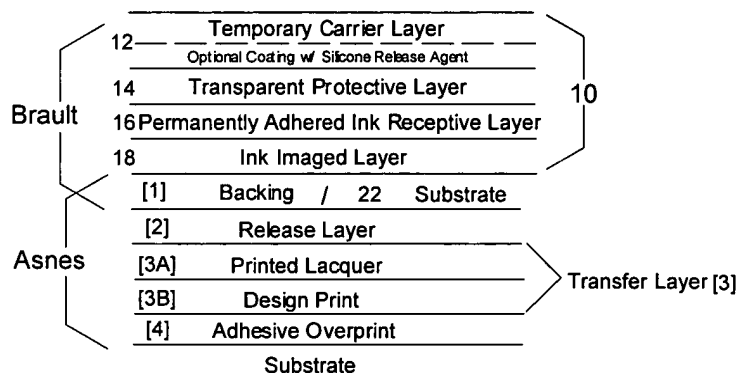 Temporary Carrier Layer
12
Optional Coating w/ Silicone Release Agent
14 Transparent Protective Layer
10
Brault
16 Permanently Adhered Ink Receptive Layer
18 Ink Imaged Layer
[1] Backing / 22 Substrate
[2] Release Layer
Asnes
[3A] Printed Lacquer
Transfer Layer [3]
[3B] Design Print
[4] Adhesive Overprint
Substrate